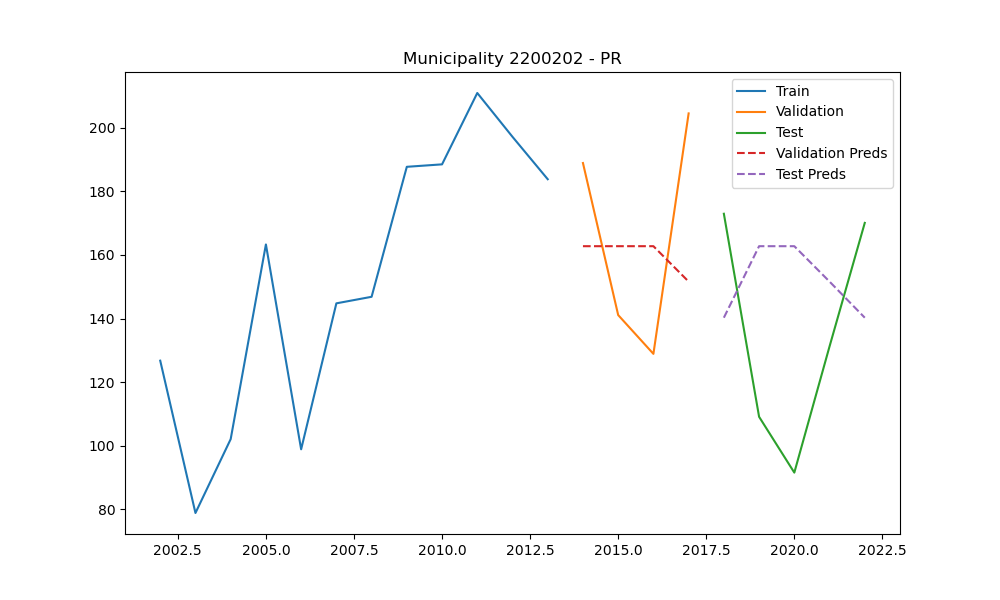 Municipality 2200202 - PR
Train
Validation
Test
Validation Preds
Test Preds
200
180
160
140
120
100
80
2002.5 2005.0 2007.5 2010.0 2012.5 2015.0 2017.5 2020.0 2022.5